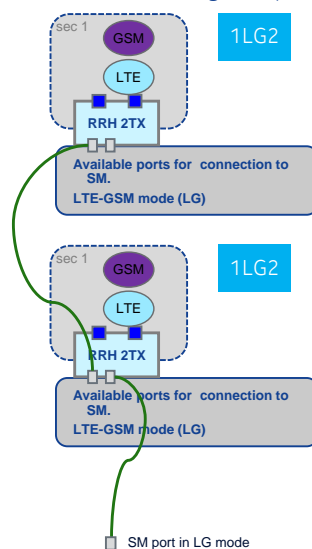 sec 1
GSM
1LG2
LTE
RRH 2TX
Available ports for connection to
SM.
LTE-GSM mode (LG)
sec 1
GSM
1LG2
LTE
RRH 2TX
Available ports for connection to
SM.
LTE-GSM mode (LG)
SM port in LG mode